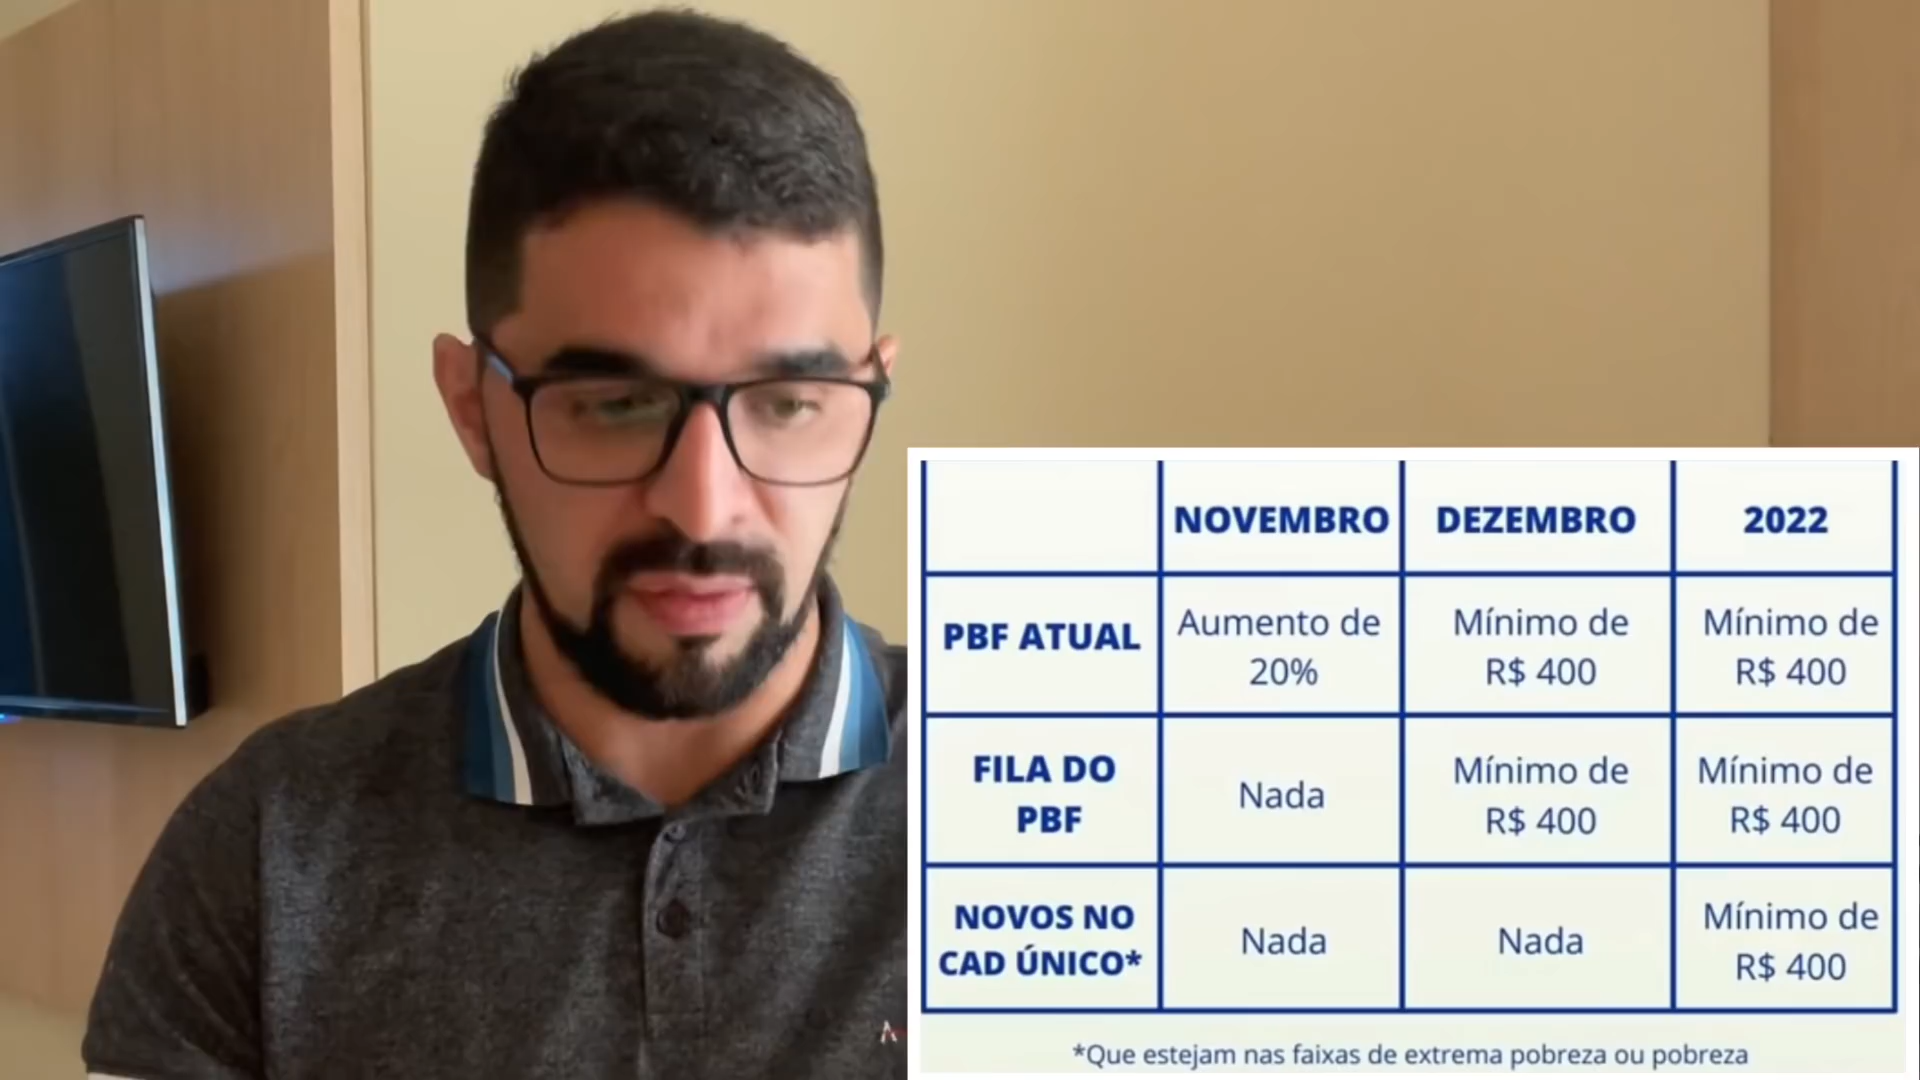 NOVEMBRO DEZEMBRO 2022
PBF ATUAL
Aumento de
20%
Mínimo de
R$ 400
Mínimo de
R$ 400
FILA DO
PBF
Nada
Mínimo de
R$ 400
Mínimo de
R$ 400
NOVOS NO
CAD ÚNICO*
Nada
Nada
Mínimo de
R$ 400
*Que estejam nas faixas de extrema pobreza ou pobreza